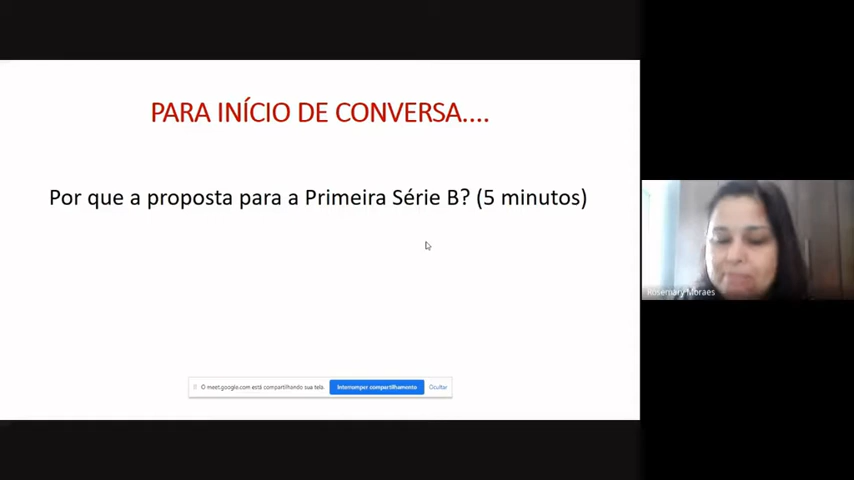 PARA INÍCIO DE CONVERSA....
Por que a proposta para a Primeira Série B? (5 minutos)
Rosemary Moraes
O meet.google.com está compartilhando sua tela.
Interromper compartilhamento
Ocultar